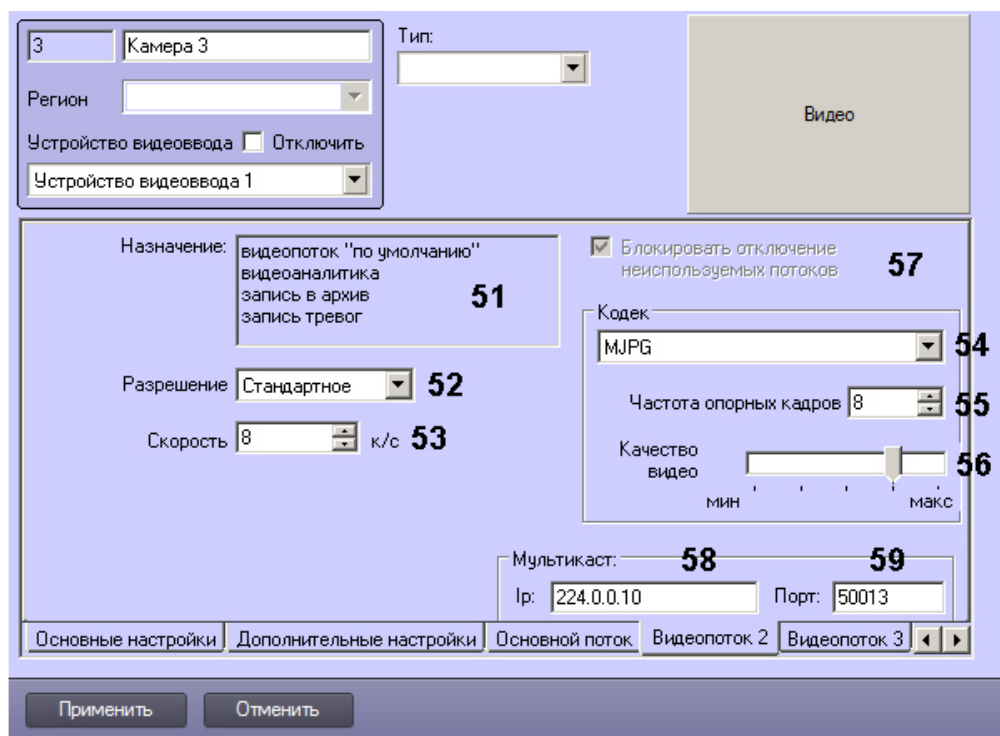 3 Камера 3
Тип:
Регион
Видео
Устройство видеоввода Отключить
Устройство видеоввода 1
Назначение:
видеопоток "по умолчанию"
видеоаналитика
запись в архив
запись тревог
51
Блокировать отключение
неиспользуемых потоков
57
Кодек
MJPG 54
Разрешение Стандартное 52
Частота опорных кадров 8 55
Скорость 8 к/с 53
Качество
видео
56
мин макс
Мультикаст: 58 59
Ip: 224.0.0.10 Порт: 50013
Основные настройки Дополнительные настройки Основной поток Видеопоток 2 Видеопоток 3
Применить Отменить